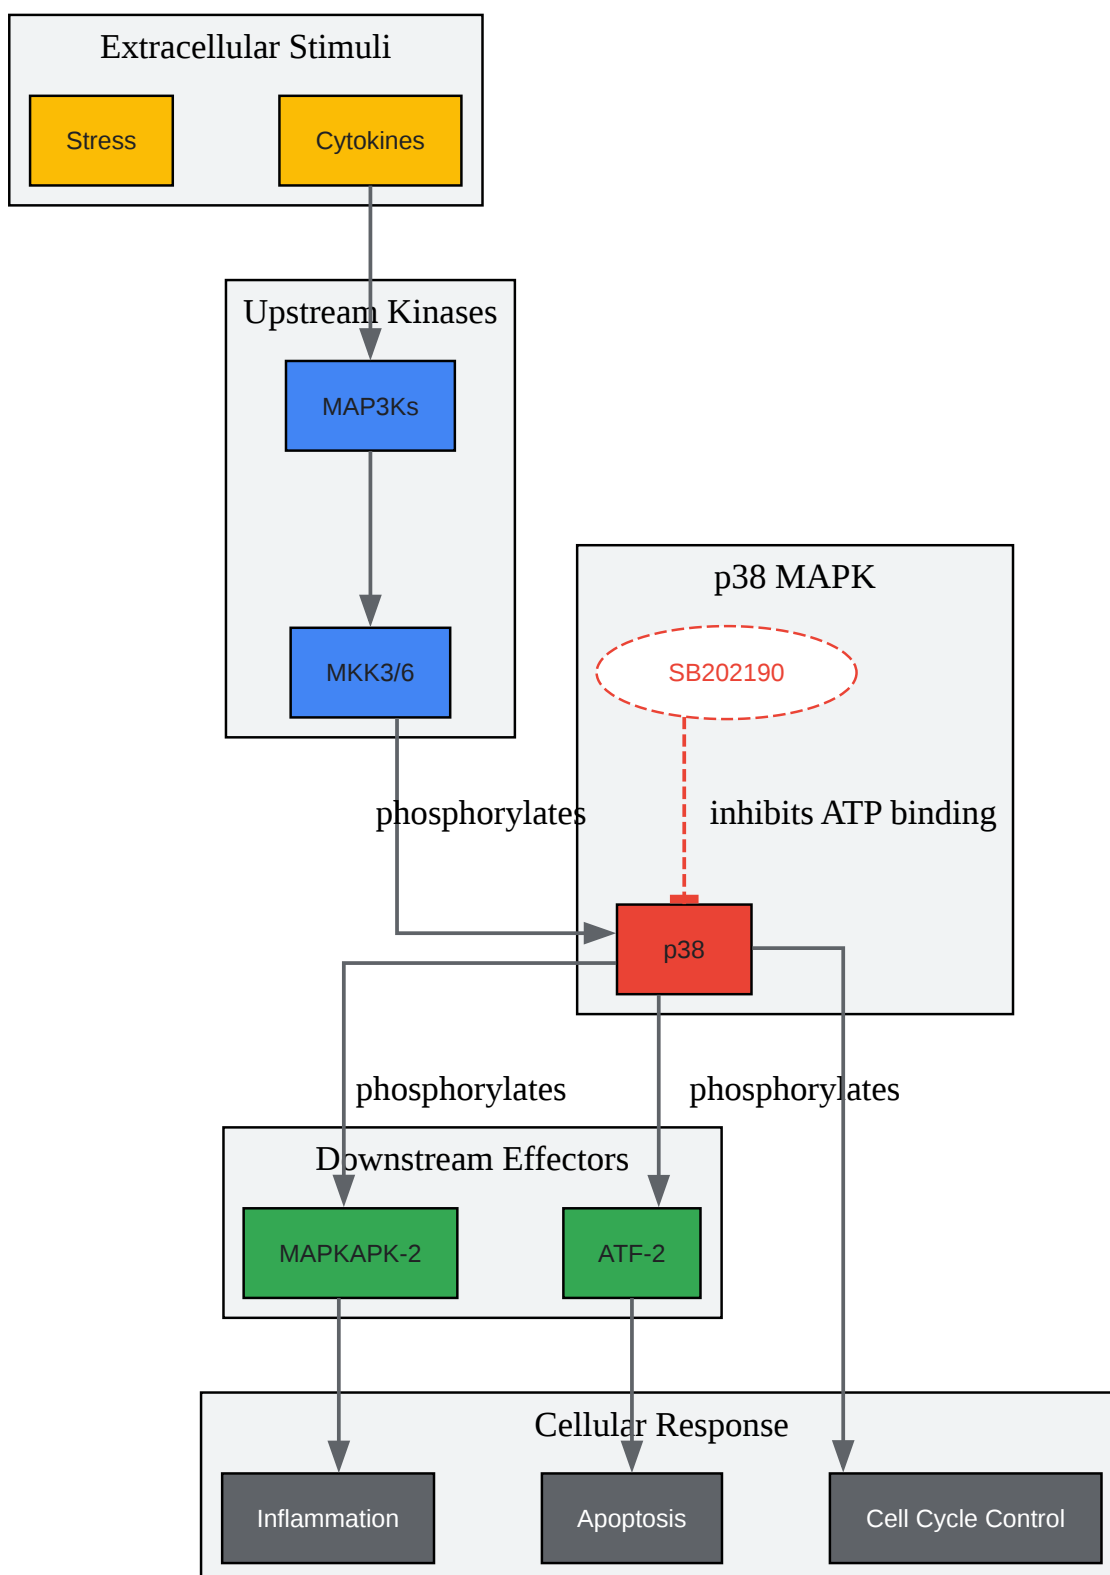 Extracellular Stimuli
Stress
Cytokines
Upstream Kinases
MAP3Ks
MKK3/6
p38 MAPK
SB202190
phosphorylates
inhibits ATP binding
p38
phosphorylates
phosphorylates
Downstream Effectors
MAPKAPK-2
ATF-2
Cellular Response
Inflammation
Apoptosis
Cell Cycle Control